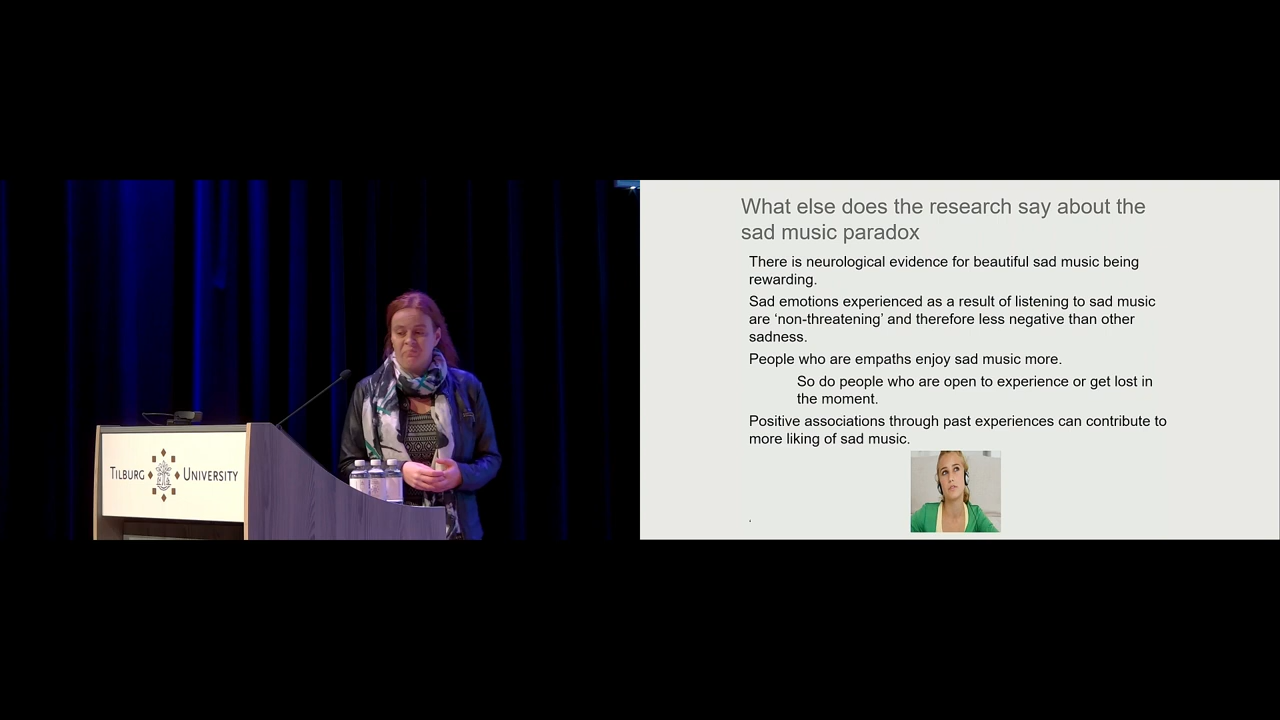 TILBURG UNIVERSITY
What else does the research say about the
sad music paradox
There is neurological evidence for beautiful sad music being
rewarding.
Sad emotions experienced as a result of listening to sad music
are ‘non-threatening’ and therefore less negative than other
sadness.
People who are empaths enjoy sad music more.
So do people who are open to experience or get lost in
the moment.
Positive associations through past experiences can contribute to
more liking of sad music.
.